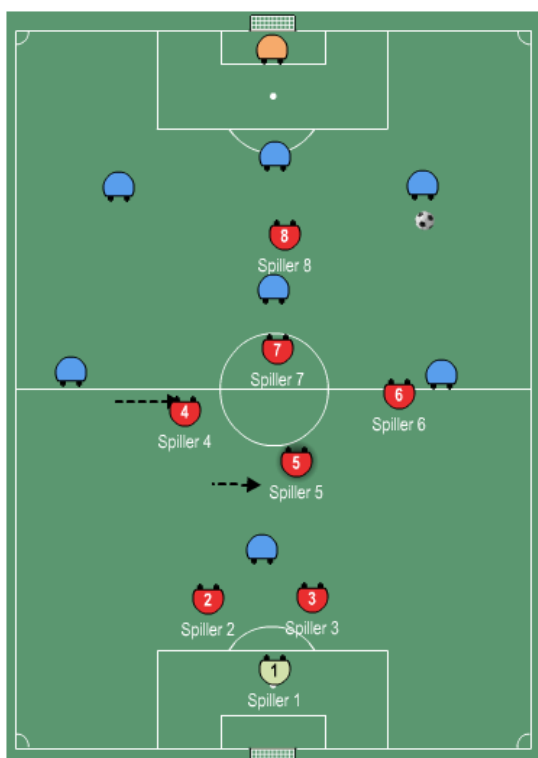 8
Spiller 8
7
Spiller 7
6
Spiller 6
4
Spiller 4
5
Spiller 5
2
Spiller 2
3
Spiller 3
1
Spiller 1